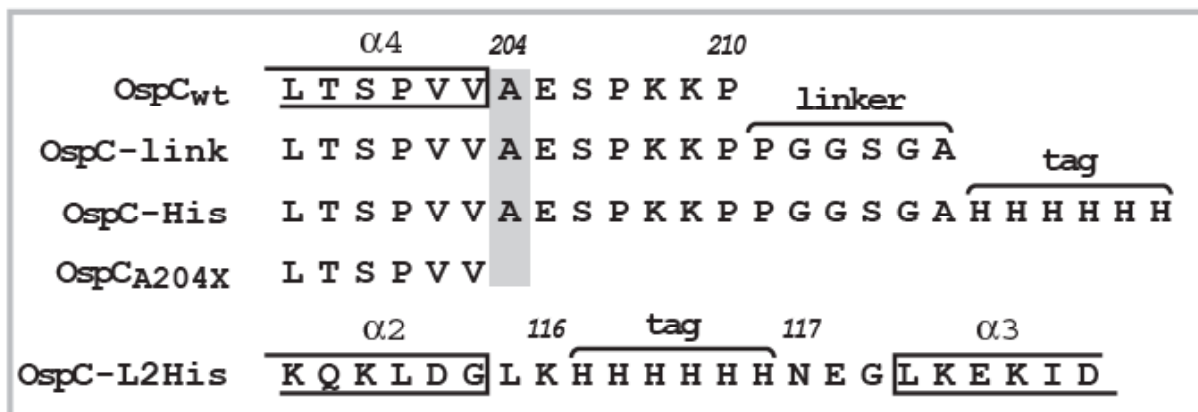 α4 204 210
OspCwt L T S P V V A E S P K K P linker
OspC-link L T S P V V A E S P K K P P G G S G A tag
OspC-His L T S P V V A E S P K K P P G G S G A H H H H H H
OspCA204X L T S P V V
α2 116 tag 117 α3
OspC-L2His K Q K L D G L K H H H H H H N E G L K E K I D